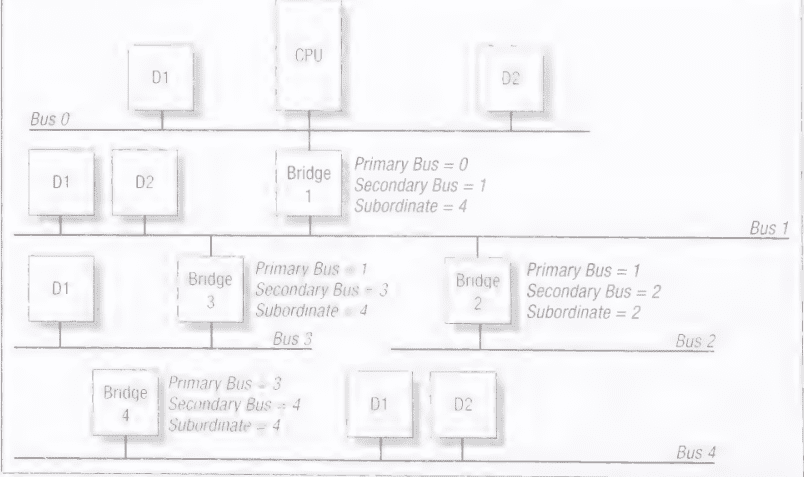 CPU
D1
D2
Bus 0
D1
D2
Bridge
1
Primary Bus = 0
Secondary Bus = 1
Subordinate = 4
Bus 1
D1
Bridge
3
Primary Bus = 1
Secondary Bus = 3
Subordinate = 4
Bridge
2
Primary Bus = 1
Secondary Bus = 2
Subordinate = 2
Bus 3
Bus 2
Bridge
4
Primary Bus = 3
Secondary Bus = 4
Subordinate = 4
D1
D2
Bus 4